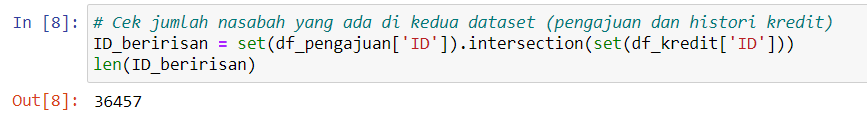 In [8]: # Cek jumlah nasabah yang ada di kedua dataset (pengajuan dan histori kredit)
ID_beririsan = set(df_pengajuan['ID']).intersection(set(df_kredit['ID']))
len(ID_beririsan)
Out[8]: 36457